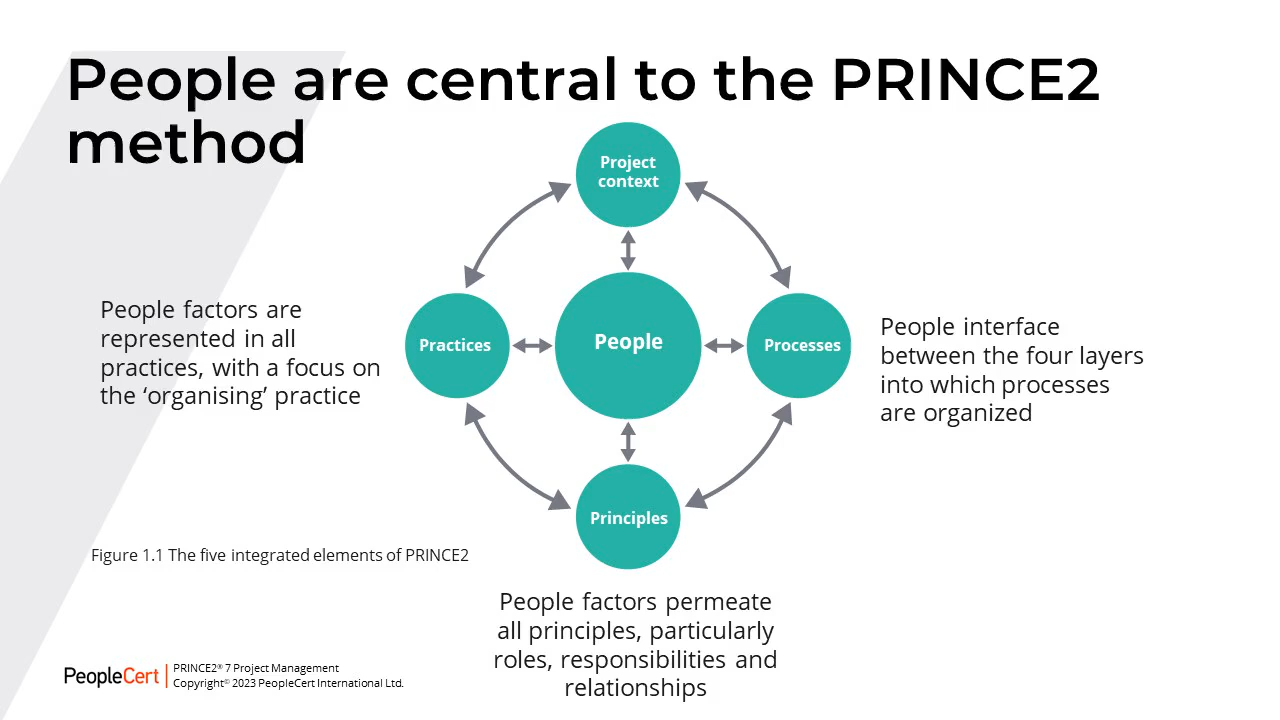 People are central to the PRINCE2
method
Project
context
People factors are
represented in all
practices, with a focus on
the ‘organising’ practice
Practices
People
Processes
People interface
between the four layers
into which processes
are organized
Principles
Figure 1.1 The five integrated elements of PRINCE2
People factors permeate
all principles, particularly
roles, responsibilities and
relationships
PeopleCert
PRINCE2® 7 Project Management
Copyright© 2023 PeopleCert International Ltd.